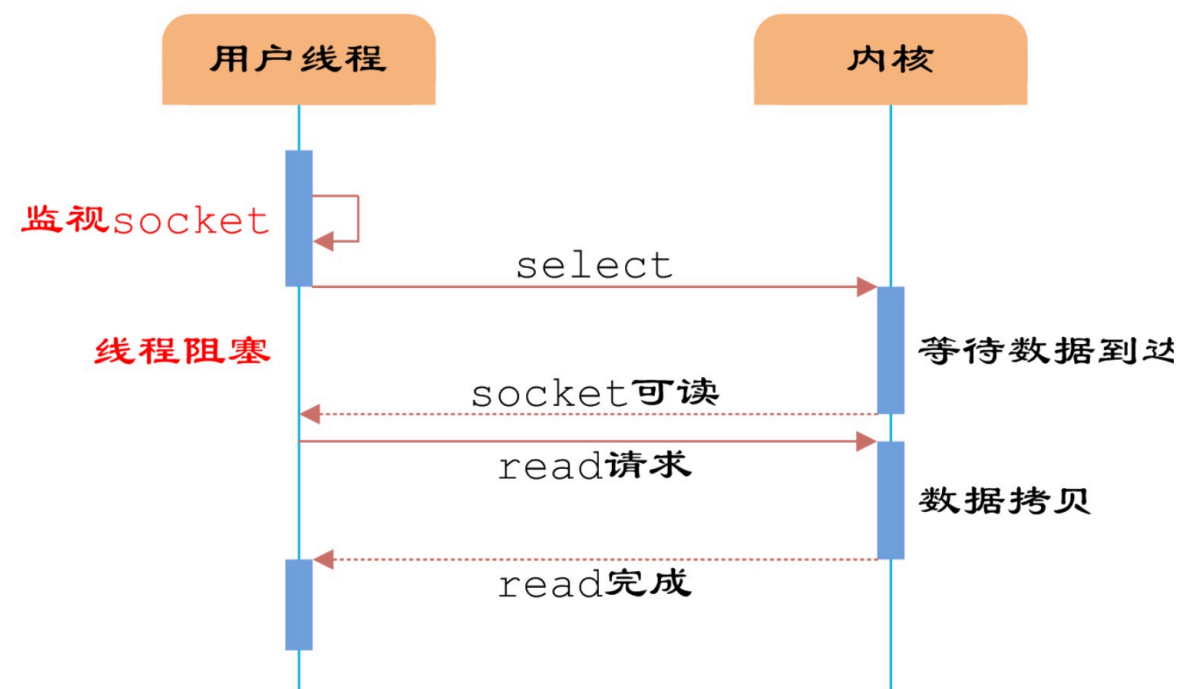 用户线程
内核
监视socket
select
线程阻塞
等待数据到达
socket可读
read请求
数据拷贝
read完成